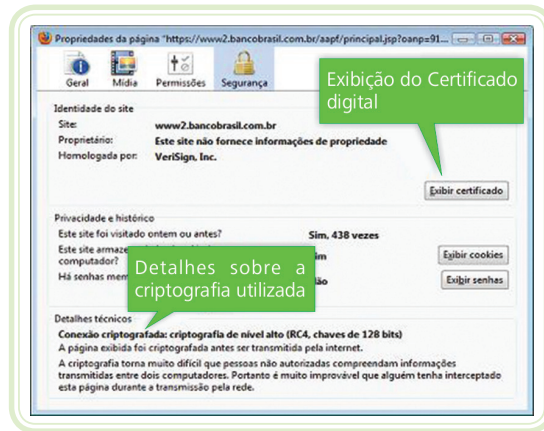 Propriedades da página "https://www2.bancobrasil.com.br/aapf/principal.jsp?oanp=91...
Geral Mídia Permissões Segurança
Exibição do Certificado
digital
Identidade do site
Site: www2.bancobrasil.com.br
Proprietário: Este site não fornece informações de propriedade
Homologada por: VeriSign, Inc.
Exibir certificado
Privacidade e histórico
Este site foi visitado ontem ou antes? Sim, 438 vezes
Este site
computador? Exibir cookies
Há senhas Exibir senhas
Detalhes sobre a
criptografia utilizada
Detalhes técnicos
Conexão criptografada: criptografia de nível alto (RC4, chaves de 128 bits)
A página exibida foi criptografada antes ser transmitida pela internet.
A criptografia torna muito difícil que pessoas não autorizadas compreendam informações
transmitidas entre dois computadores. Portanto é muito improvável que alguém tenha interceptado
esta página durante a transmissão pela rede.